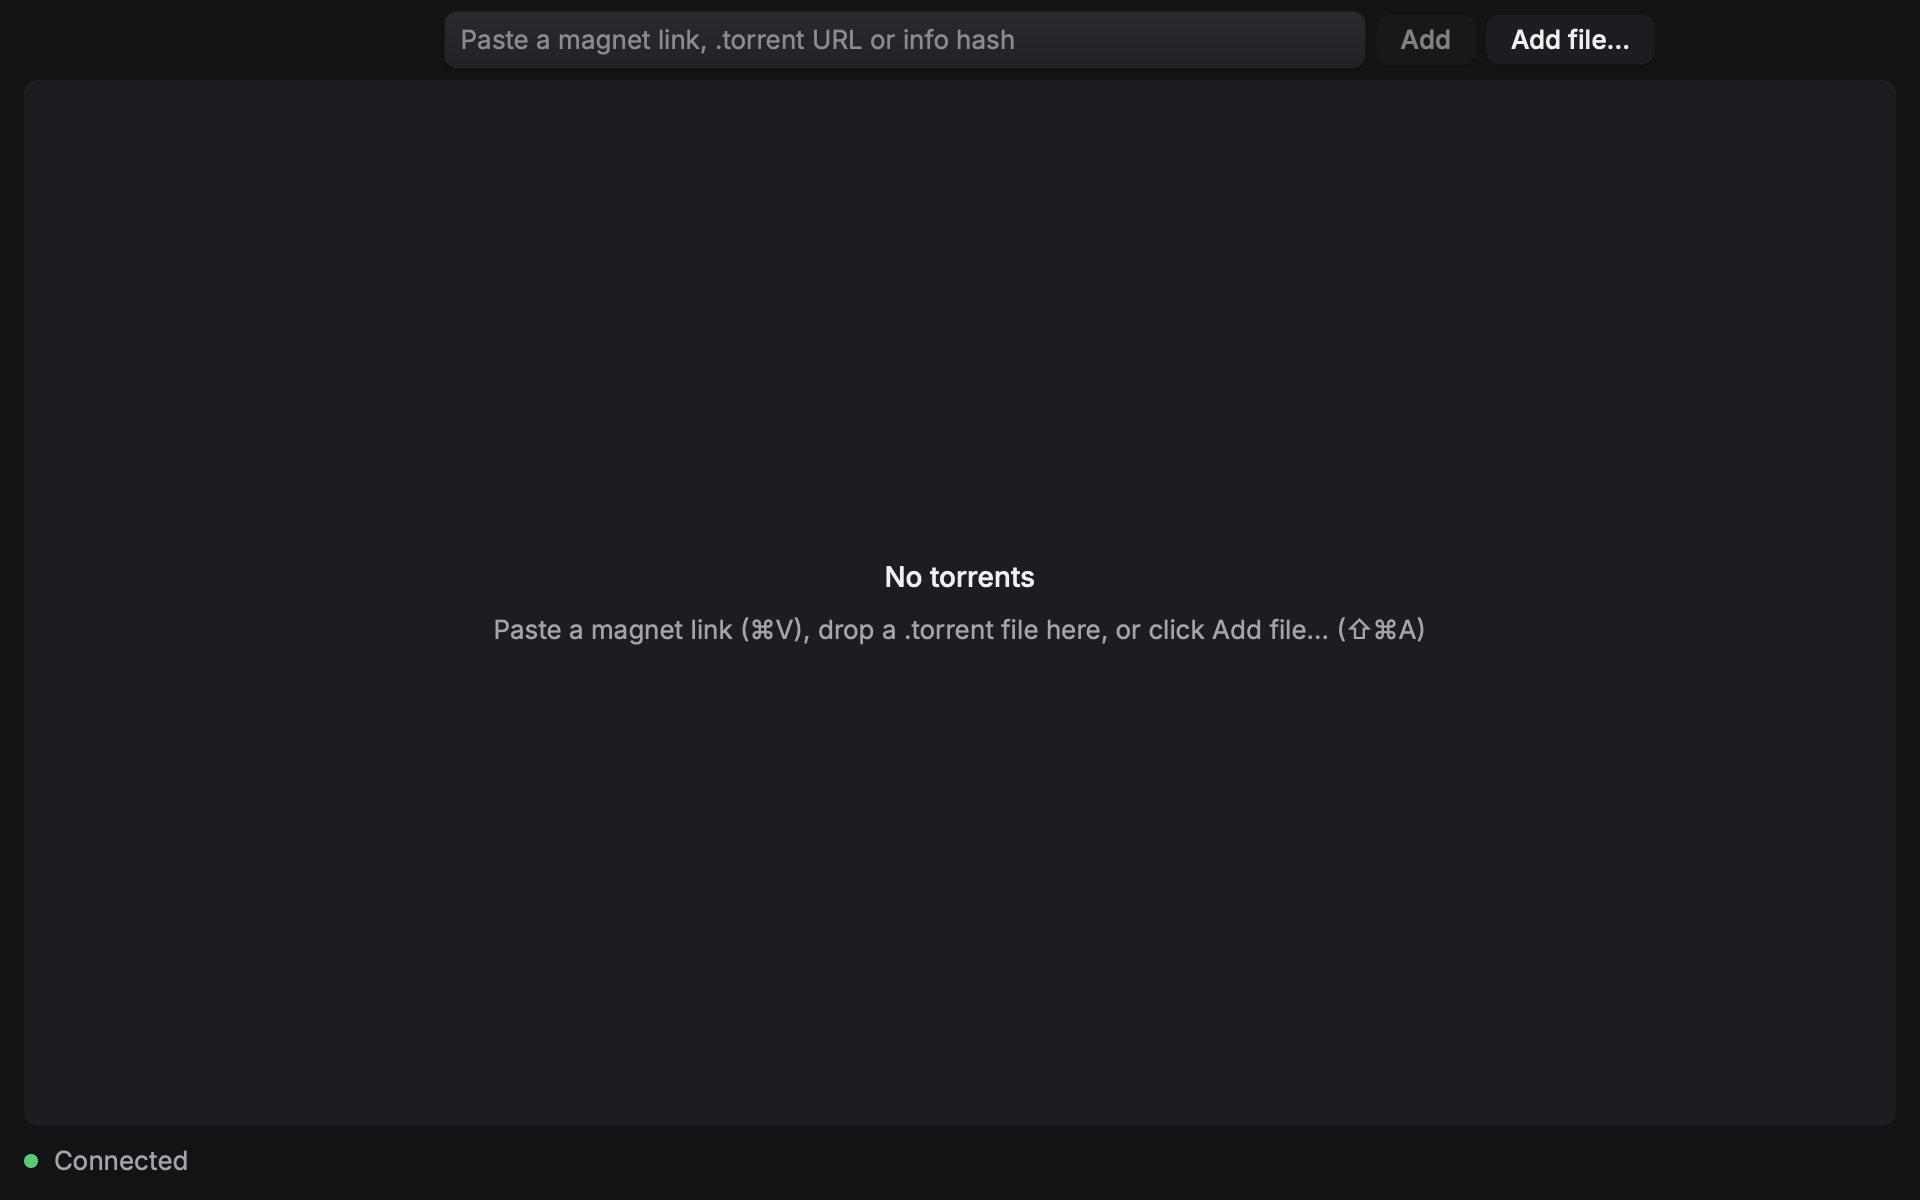 Paste a magnet link, .torrent URL or info hash
Add
Add file...
No torrents
Paste a magnet link (⌘V), drop a .torrent file here, or click Add file... (⇧⌘A)
Connected